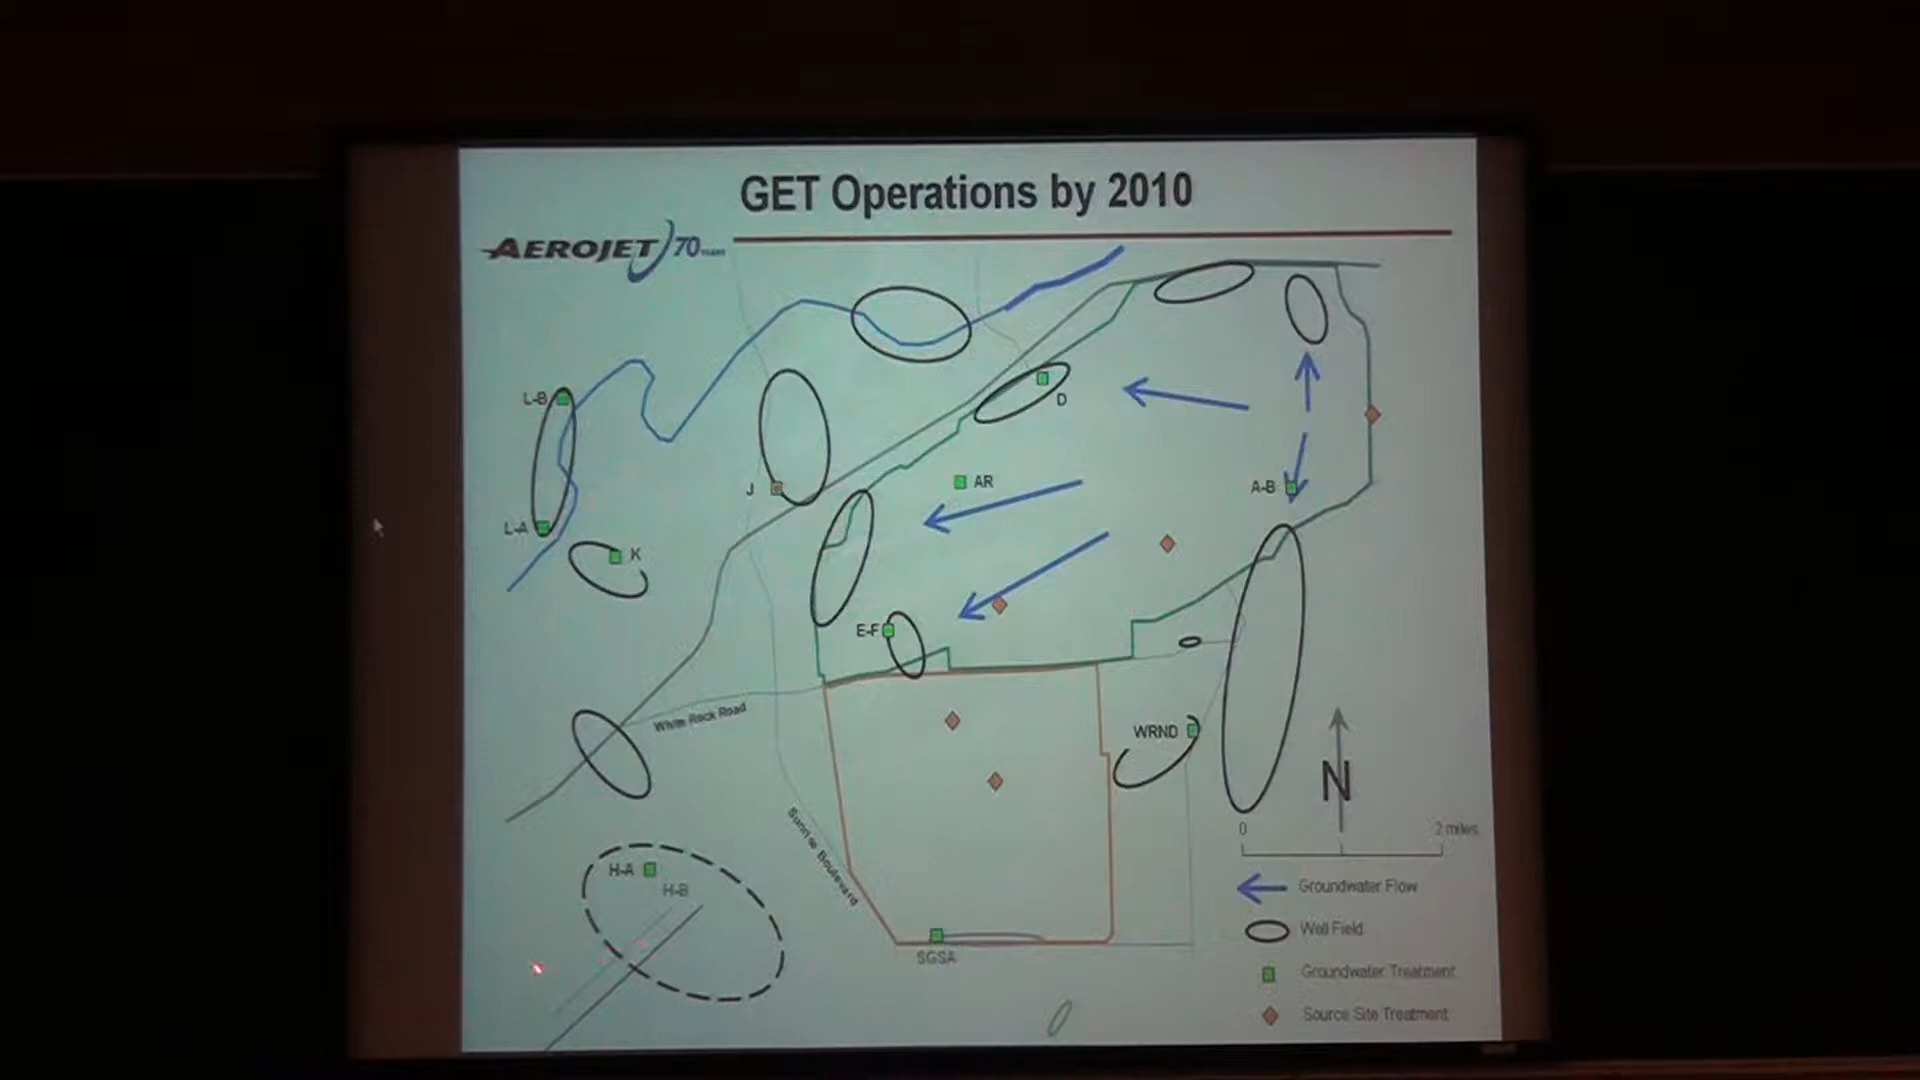 GET Operations by 2010
AEROJET 70
L-B
D
J
AR
A-B
L-A
K
E-F
White Rock Road
WRND
N
Sunrise Boulevard
0
2 miles
H-A
H-B
Groundwater Flow
Well Field
SGSA
Groundwater Treatment
Source Site Treatment